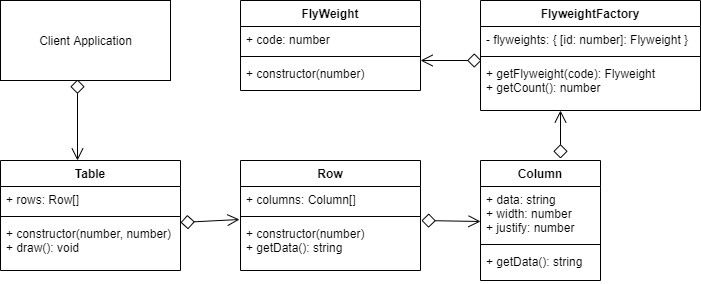 Client Application
FlyWeight
+ code: number
+ constructor(number)
FlyweightFactory
- flyweights: { [id: number]: Flyweight }
+ getFlyweight(code): Flyweight
+ getCount(): number
Table
+ rows: Row[]
+ constructor(number, number)
+ draw(): void
Row
+ columns: Column[]
+ constructor(number)
+ getData(): string
Column
+ data: string
+ width: number
+ justify: number
+ getData(): string